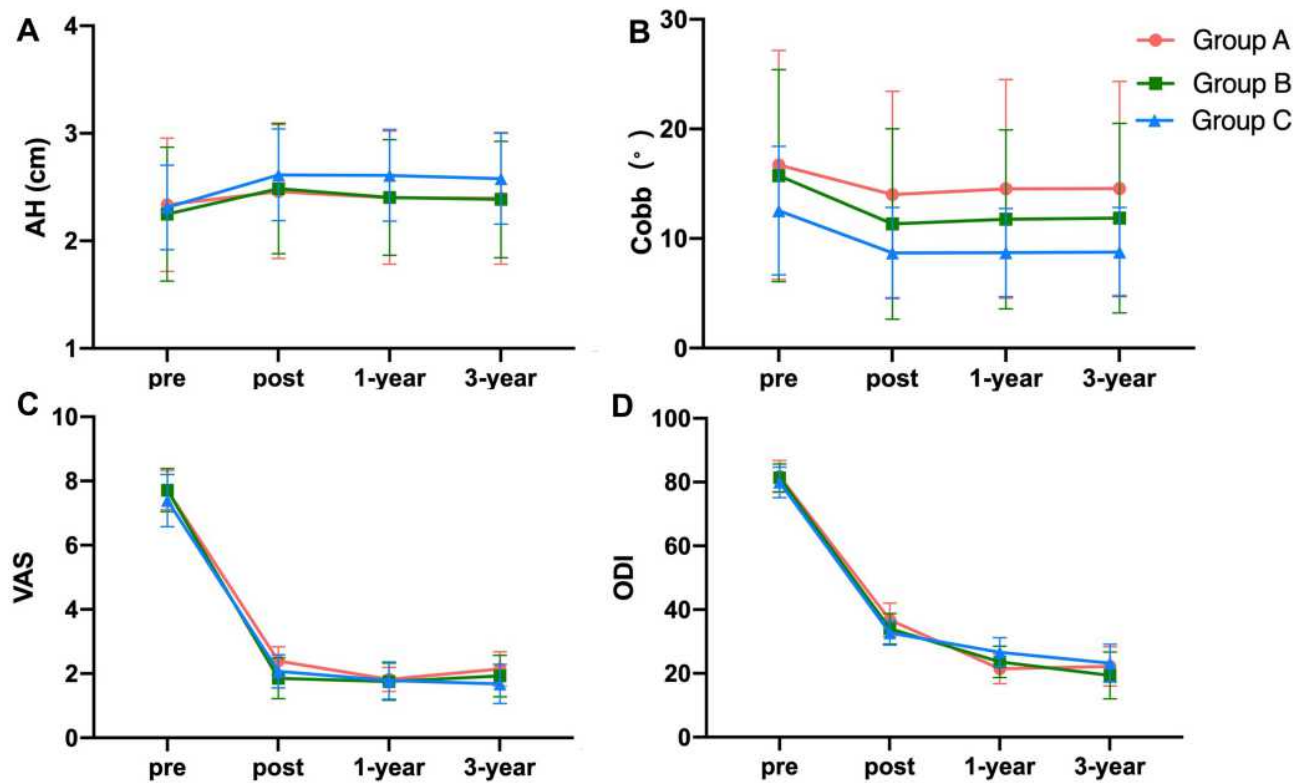 A
AH (cm)
4
3
2
1
pre post 1-year 3-year
B
Cobb (°)
30
20
10
0
pre post 1-year 3-year
Group A
Group B
Group C
C
VAS
10
8
6
4
2
0
pre post 1-year 3-year
D
ODI
100
80
60
40
20
0
pre post 1-year 3-year